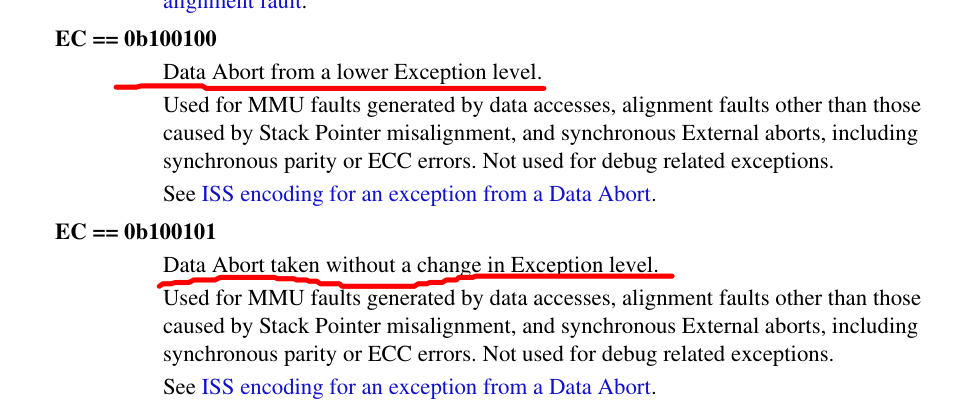 alignment fault.
EC == 0b100100
Data Abort from a lower Exception level.
Used for MMU faults generated by data accesses, alignment faults other than those
caused by Stack Pointer misalignment, and synchronous External aborts, including
synchronous parity or ECC errors. Not used for debug related exceptions.
See ISS encoding for an exception from a Data Abort.
EC == 0b100101
Data Abort taken without a change in Exception level.
Used for MMU faults generated by data accesses, alignment faults other than those
caused by Stack Pointer misalignment, and synchronous External aborts, including
synchronous parity or ECC errors. Not used for debug related exceptions.
See ISS encoding for an exception from a Data Abort.